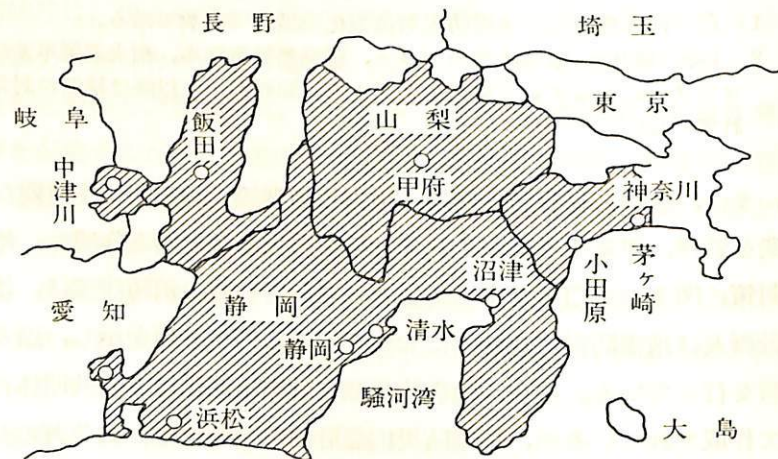 長野
埼玉
岐阜
飯田
山梨
東京
中津川
甲府
神奈川
愛知
静岡
沼津
小田原
茅ヶ崎
静岡
清水
浜松
騒河湾
大島